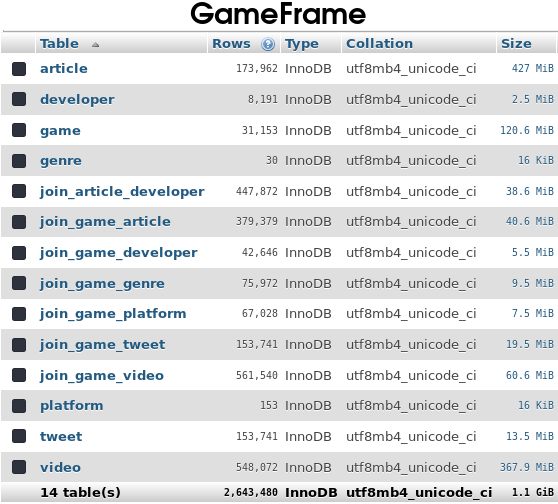 GameFrame
Table Rows Type Collation Size
article 173,962 InnoDB utf8mb4_unicode_ci 427 MiB
developer 8,191 InnoDB utf8mb4_unicode_ci 2.5 MiB
game 31,153 InnoDB utf8mb4_unicode_ci 120.6 MiB
genre 30 InnoDB utf8mb4_unicode_ci 16 KiB
join_article_developer 447,872 InnoDB utf8mb4_unicode_ci 38.6 MiB
join_game_article 379,379 InnoDB utf8mb4_unicode_ci 40.6 MiB
join_game_developer 42,646 InnoDB utf8mb4_unicode_ci 5.5 MiB
join_game_genre 75,972 InnoDB utf8mb4_unicode_ci 9.5 MiB
join_game_platform 67,028 InnoDB utf8mb4_unicode_ci 7.5 MiB
join_game_tweet 153,741 InnoDB utf8mb4_unicode_ci 19.5 MiB
join_game_video 561,540 InnoDB utf8mb4_unicode_ci 60.6 MiB
platform 153 InnoDB utf8mb4_unicode_ci 16 KiB
tweet 153,741 InnoDB utf8mb4_unicode_ci 13.5 MiB
video 548,072 InnoDB utf8mb4_unicode_ci 367.9 MiB
14 table(s) 2,643,480 InnoDB utf8mb4_unicode_ci 1.1 GiB